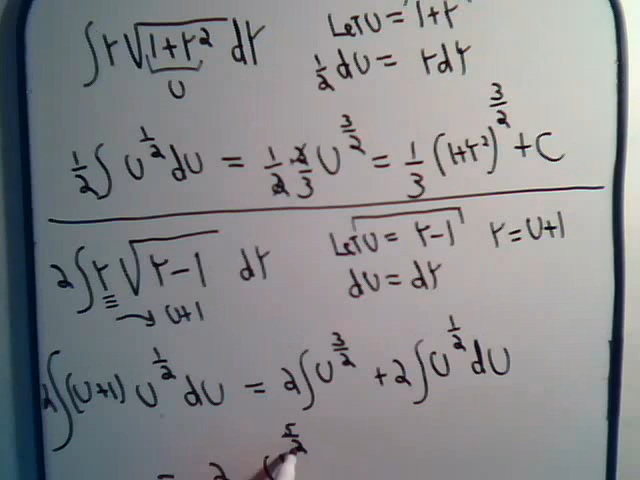 ∫r√(1+r²) dr   Let U = 1+r
U   ½ dU = r dr
½∫U^½ dU = ½ ⅔ U^(3/2) = ⅓ (1+r²)^(3/2) + C
2∫r√(r−1) dr   Let U = r−1   r = U+1
→ U+1   dU = dr
2∫(U+1) U^½ dU = 2∫U^(3/2) + 2∫U^½ dU
= 2